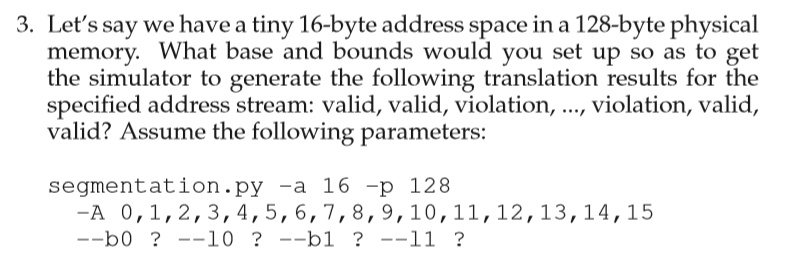 3. Let's say we have a tiny 16-byte address space in a 128-byte physical
memory. What base and bounds would you set up so as to get
the simulator to generate the following translation results for the
specified address stream: valid, valid, violation, ..., violation, valid,
valid? Assume the following parameters:
segmentation.py -a 16 -p 128
-A 0,1,2,3,4,5,6,7,8,9,10,11,12,13,14,15
--b0 ? --l0 ? --b1 ? --l1 ?